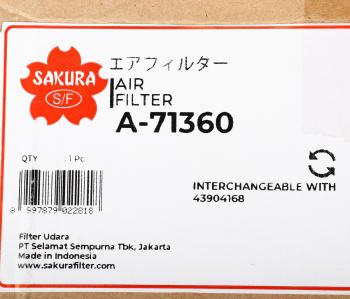 エアフィルター
SAKURA
S/F
AIR
FILTER
A-71360
QTY : 1 Pc
INTERCHANGEABLE WITH
43904168
8 997879 022818
Filter Udara
PT Selamat Sempurna Tbk, Jakarta
Made in Indonesia
www.sakurafilter.com